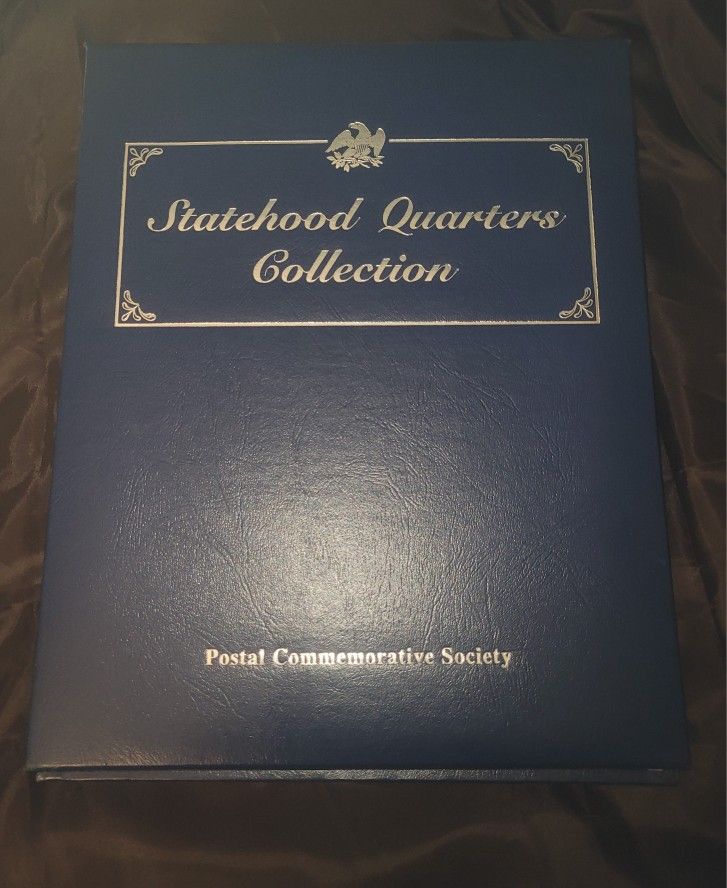 Statehood Quarters
Collection
Postal Commemorative Society